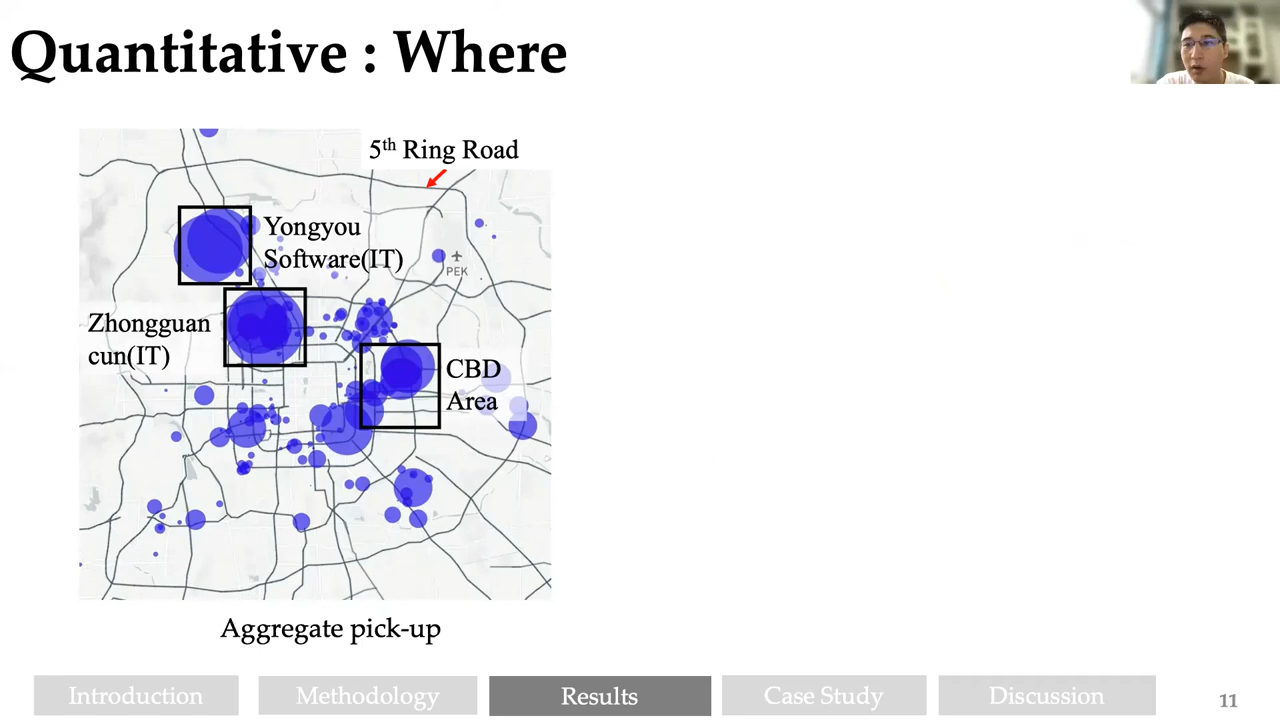 Quantitative : Where
5th Ring Road
Yongyou
Software(IT)
PEK
Zhongguan
cun(IT)
CBD
Area
Aggregate pick-up
Introduction
Methodology
Results
Case Study
Discussion
11